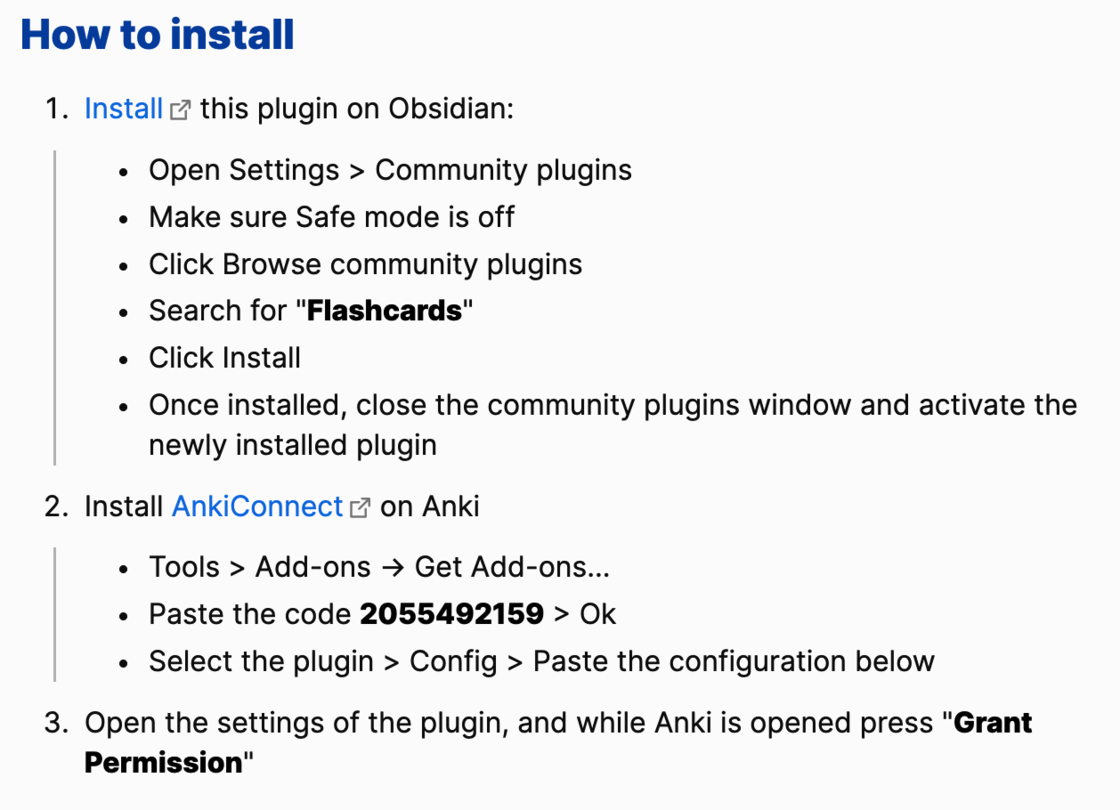 How to install
1. Install this plugin on Obsidian:
• Open Settings > Community plugins
• Make sure Safe mode is off
• Click Browse community plugins
• Search for "Flashcards"
• Click Install
• Once installed, close the community plugins window and activate the
newly installed plugin
2. Install AnkiConnect on Anki
• Tools > Add-ons → Get Add-ons...
• Paste the code 2055492159 > Ok
• Select the plugin > Config > Paste the configuration below
3. Open the settings of the plugin, and while Anki is opened press "Grant
Permission"